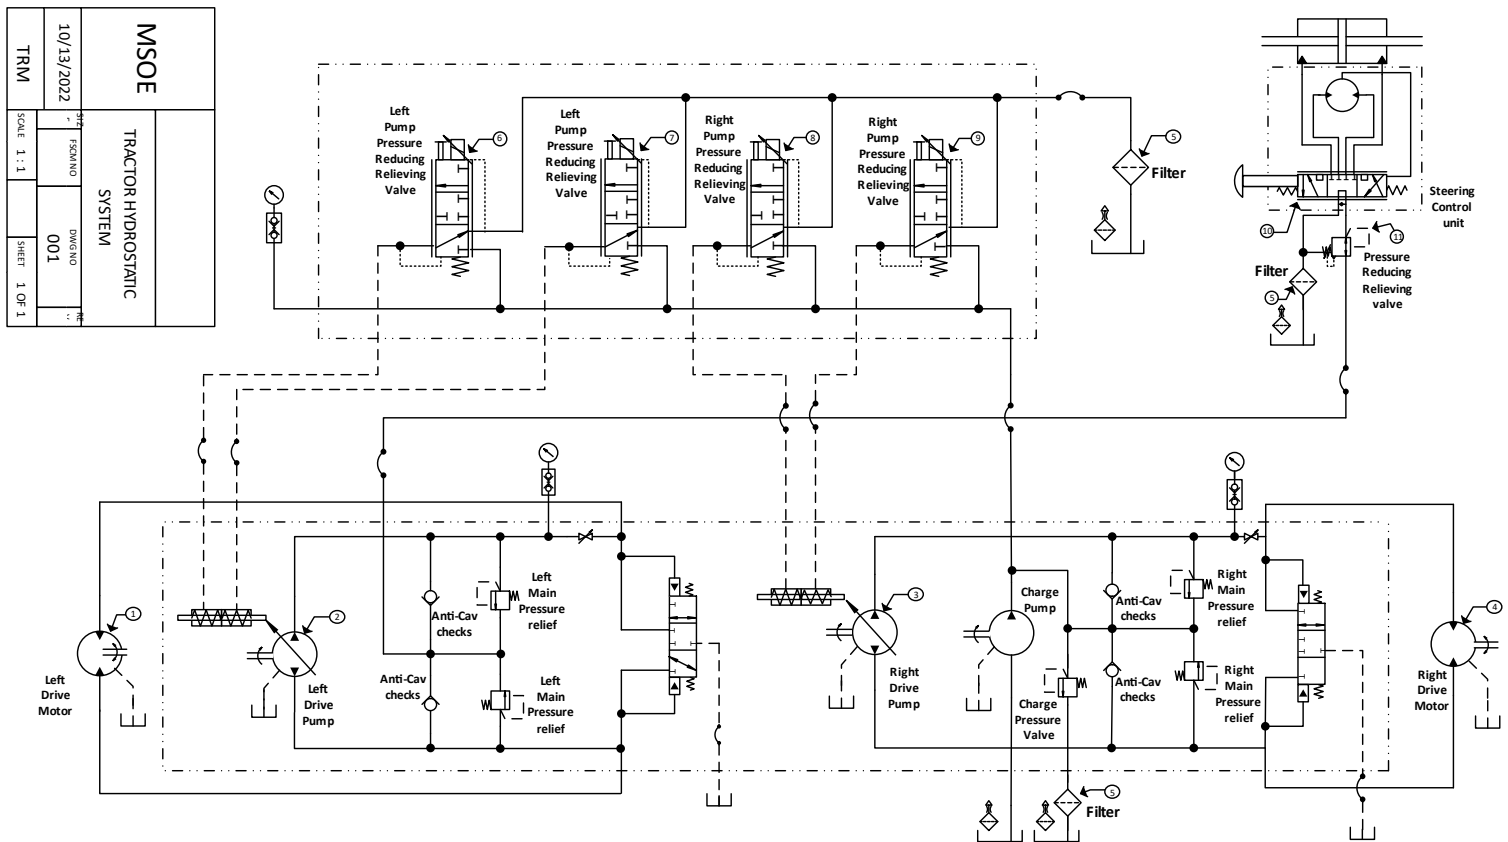 MSOE
TRACTOR HYDROSTATIC
SYSTEM
10/13/2022
FSCM NO
DWG NO
001
TRM
SCALE 1 : 1
SHEET 1 OF 1
Left
Pump
Pressure
Reducing
Relieving
Valve
6
Left
Pump
Pressure
Reducing
Relieving
Valve
7
Right
Pump
Pressure
Reducing
Relieving
Valve
8
Right
Pump
Pressure
Reducing
Relieving
Valve
9
5
Filter
Steering
Control
unit
10
11
Pressure
Reducing
Relieving
valve
Filter
5
1
Left
Drive
Motor
2
Left
Drive
Pump
Anti-Cav
checks
Anti-Cav
checks
Left
Main
Pressure
relief
Left
Main
Pressure
relief
3
Right
Drive
Pump
Charge
Pump
Charge
Pressure
Valve
Anti-Cav
checks
Anti-Cav
checks
Right
Main
Pressure
relief
Right
Main
Pressure
relief
4
Right
Drive
Motor
5
Filter